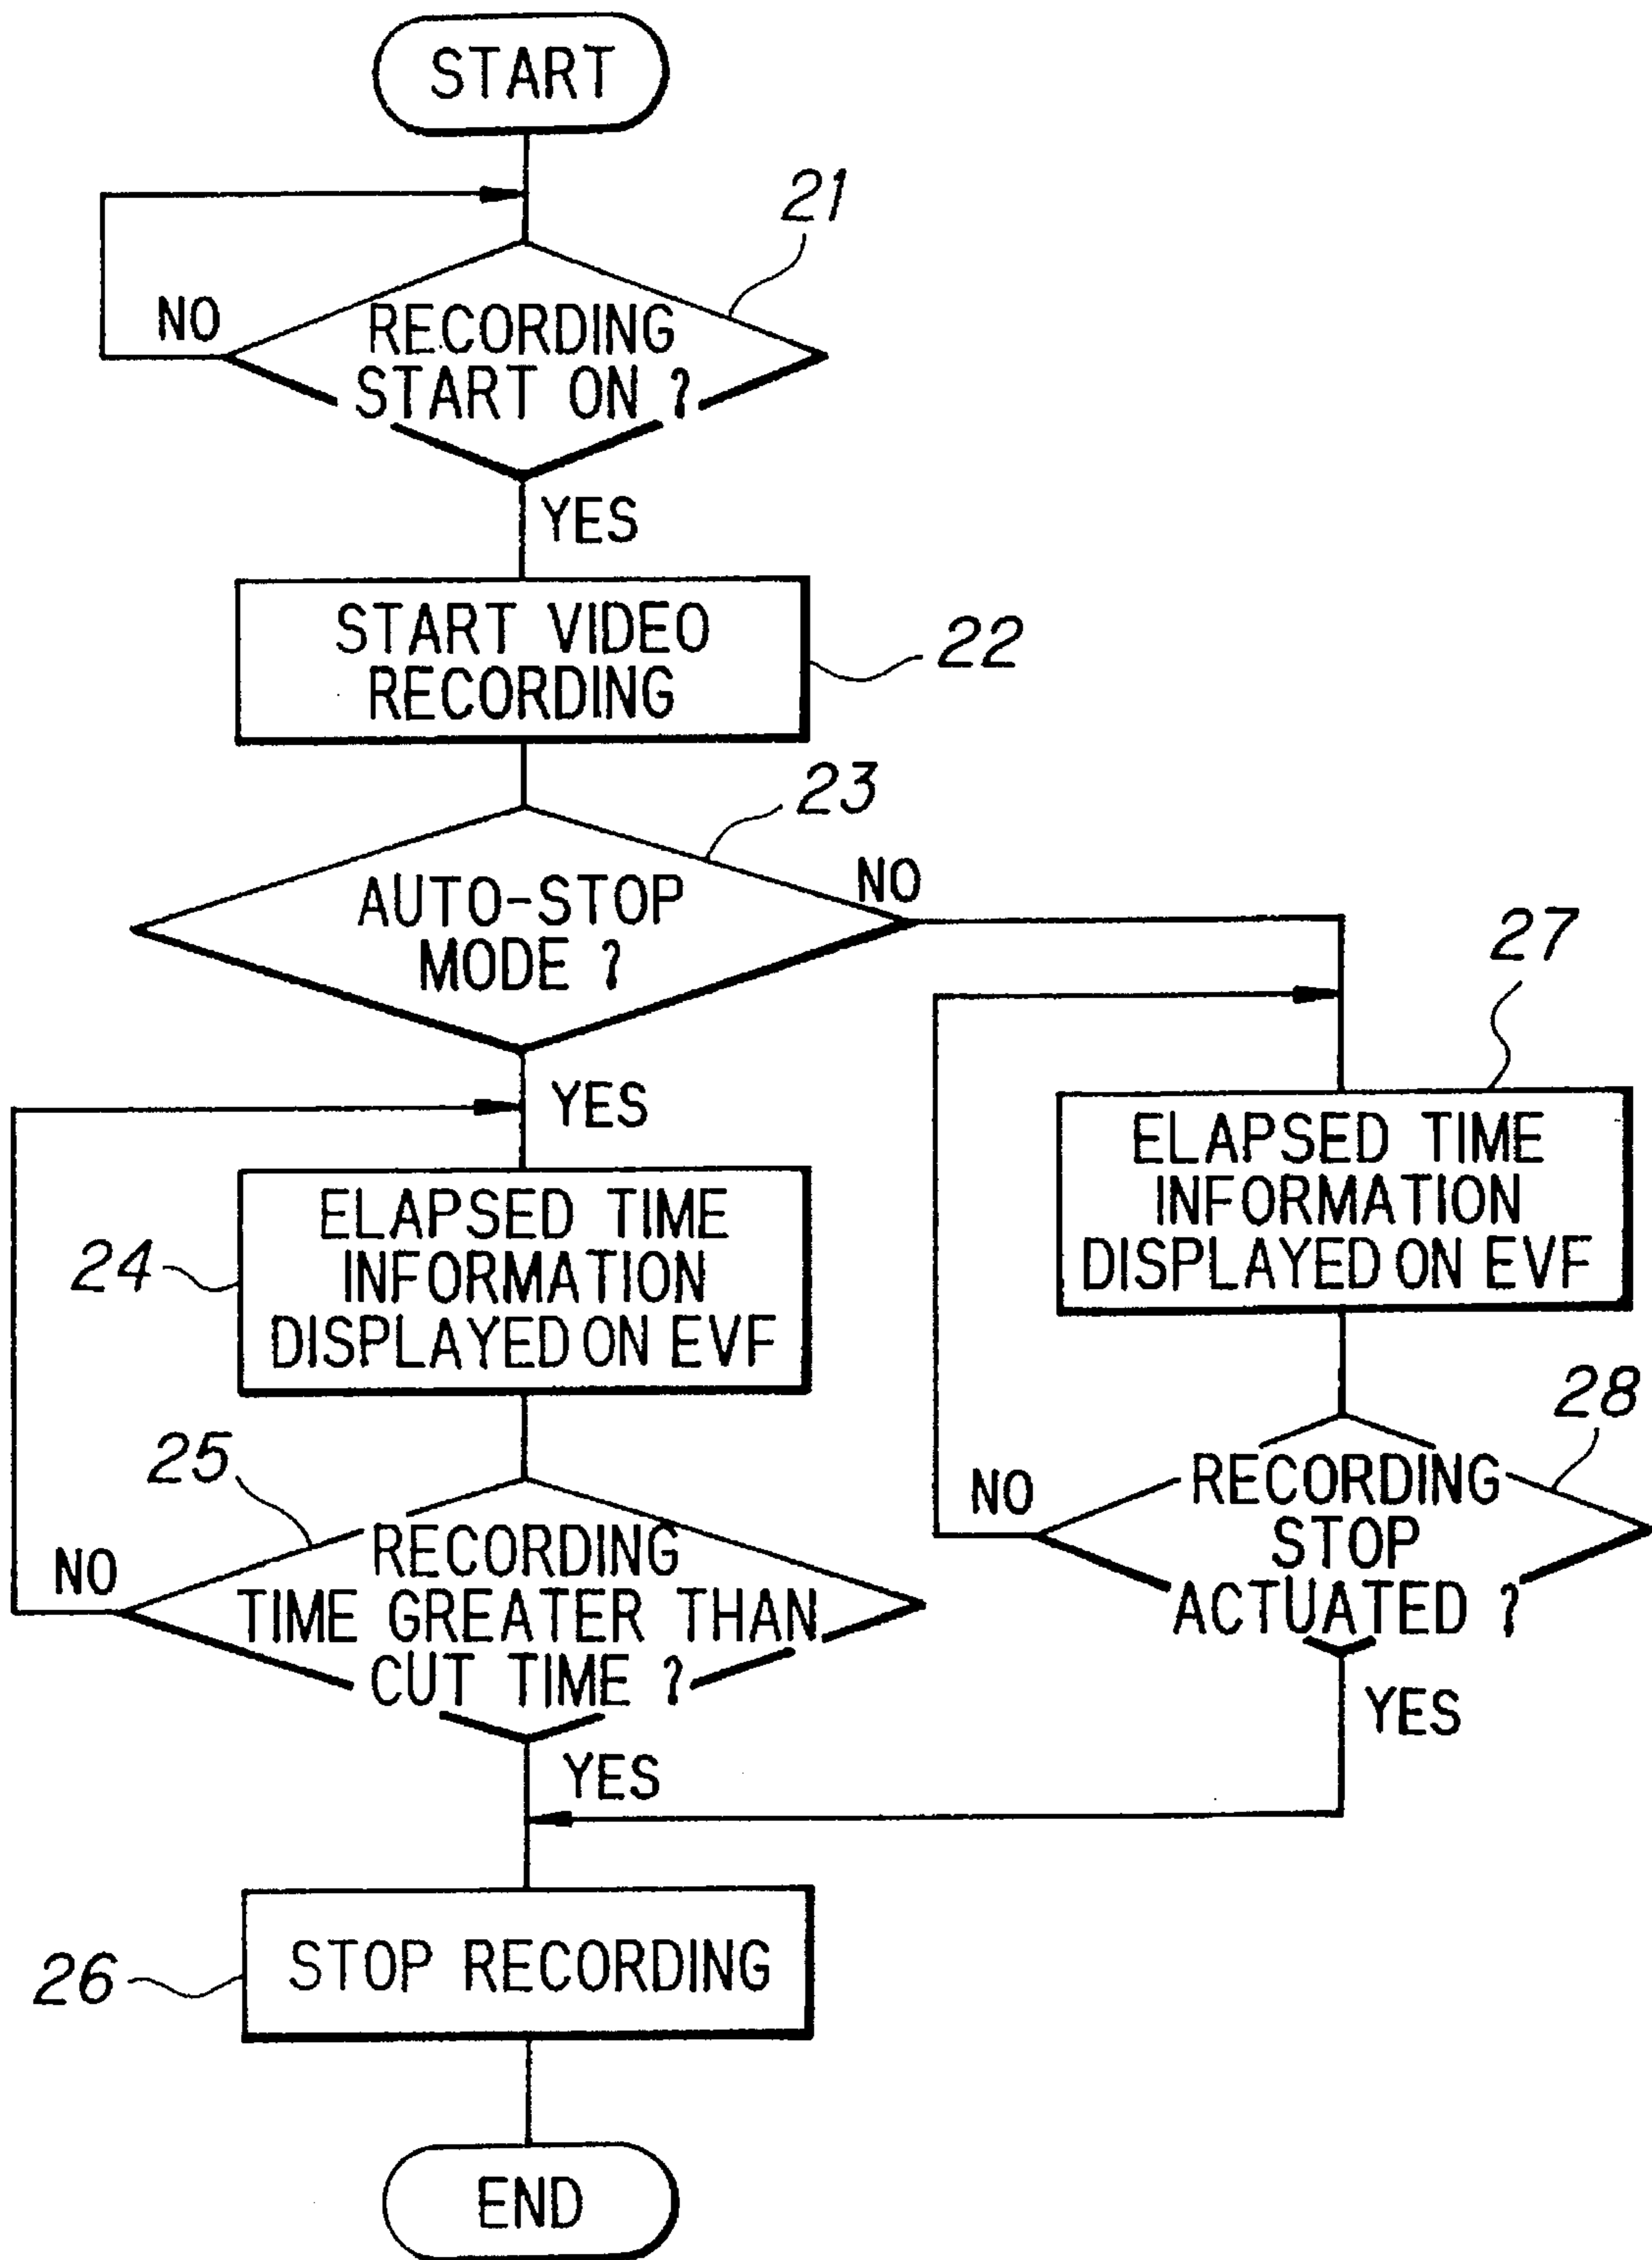 START
21
NO
RECORDING
START ON ?
YES
START VIDEO
RECORDING
22
23
AUTO-STOP
MODE ?
NO
YES
24
ELAPSED TIME
INFORMATION
DISPLAYED ON EVF
27
ELAPSED TIME
INFORMATION
DISPLAYED ON EVF
25
NO
RECORDING
TIME GREATER THAN
CUT TIME ?
YES
28
NO
RECORDING
STOP
ACTUATED ?
YES
26
STOP RECORDING
END